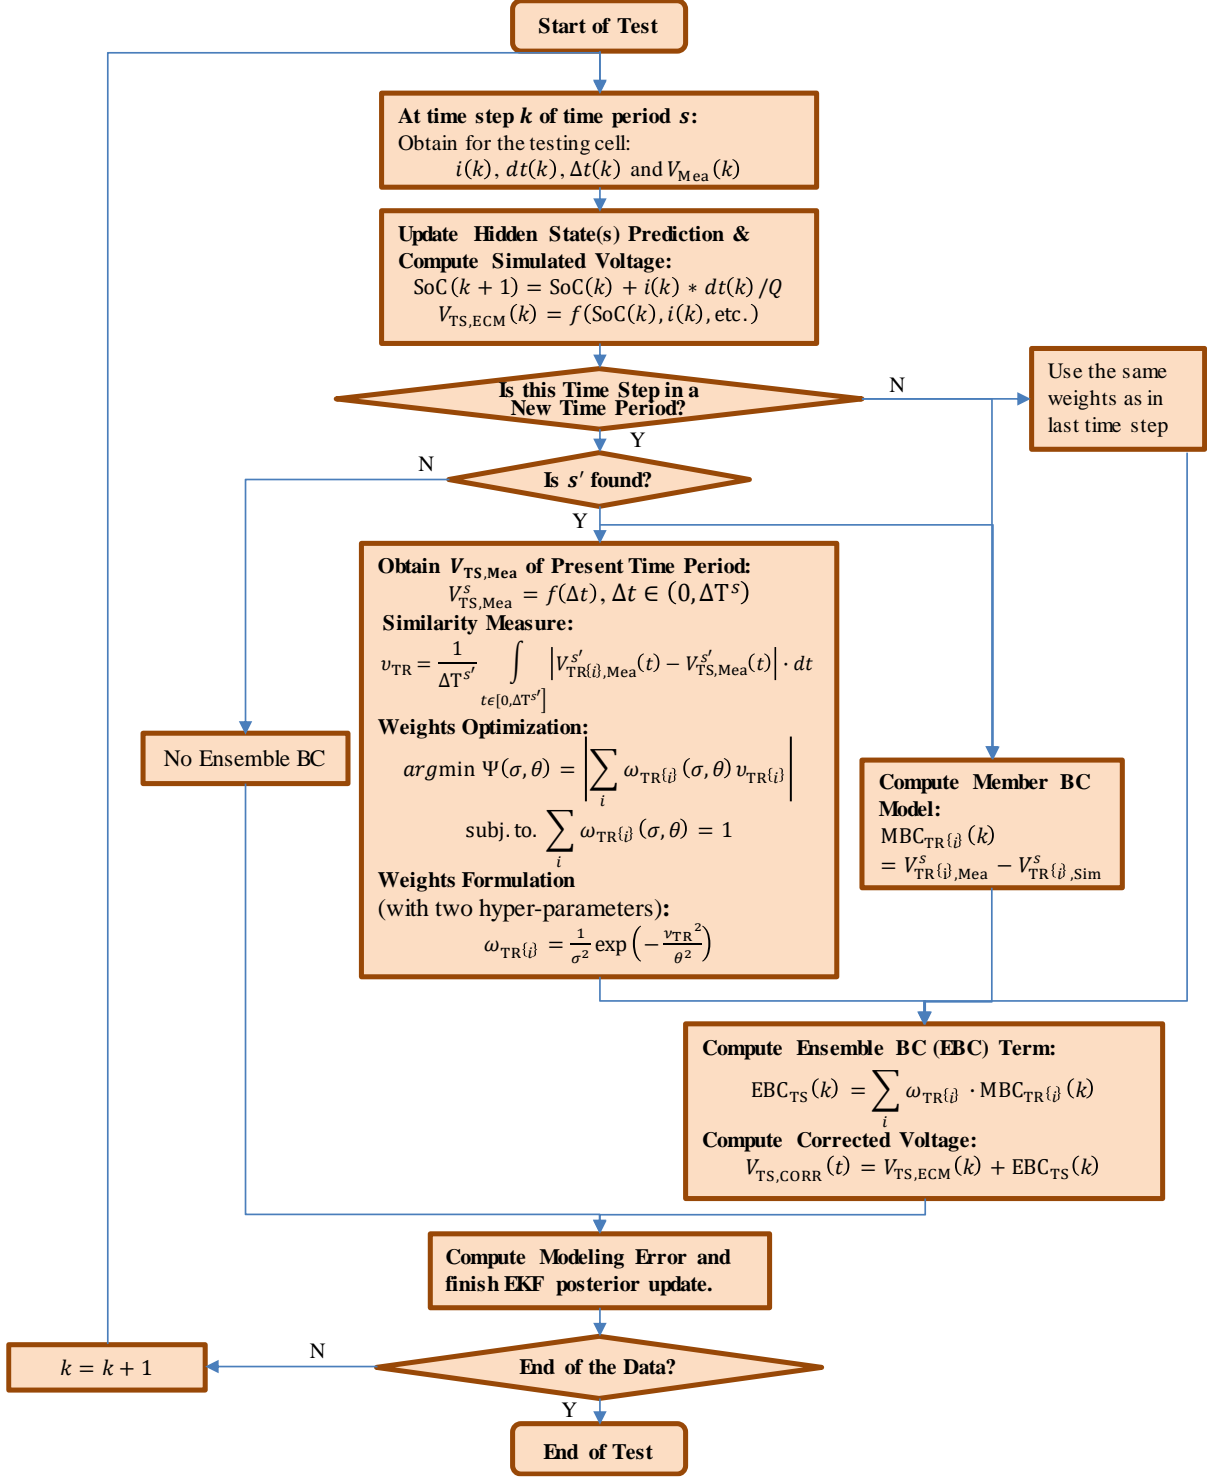 Start of Test
At time step k of time period s:
Obtain for the testing cell:
i(k), dt(k), Δt(k) and V_Mea(k)
Update Hidden State(s) Prediction &
Compute Simulated Voltage:
SoC(k + 1) = SoC(k) + i(k) * dt(k)/Q
V_TS,ECM(k) = f(SoC(k), i(k), etc.)
Is this Time Step in a
New Time Period?
N
Use the same
weights as in
last time step
Y
Is s′ found?
N
Y
Obtain V_TS,Mea of Present Time Period:
V^s_TS,Mea = f(Δt), Δt ∈ (0, ΔT^s)
Similarity Measure:
υ_TR = 1/ΔT^s′ ∫_{tϵ[0,ΔT^s′]} |V^s′_TR{i},Mea(t) − V^s′_TS,Mea(t)| · dt
Weights Optimization:
argmin Ψ(σ, θ) = |∑_i ω_TR{i}(σ, θ) υ_TR{i}|
subj. to. ∑_i ω_TR{i}(σ, θ) = 1
Weights Formulation
(with two hyper-parameters):
ω_TR{i} = 1/σ² exp(−ν_TR²/θ²)
No Ensemble BC
Compute Member BC
Model:
MBC_TR{i}(k)
= V^s_TR{i},Mea − V^s_TR{i},Sim
Compute Ensemble BC (EBC) Term:
EBC_TS(k) = ∑_i ω_TR{i} · MBC_TR{i}(k)
Compute Corrected Voltage:
V_TS,CORR(t) = V_TS,ECM(k) + EBC_TS(k)
Compute Modeling Error and
finish EKF posterior update.
End of the Data?
N
k = k + 1
Y
End of Test